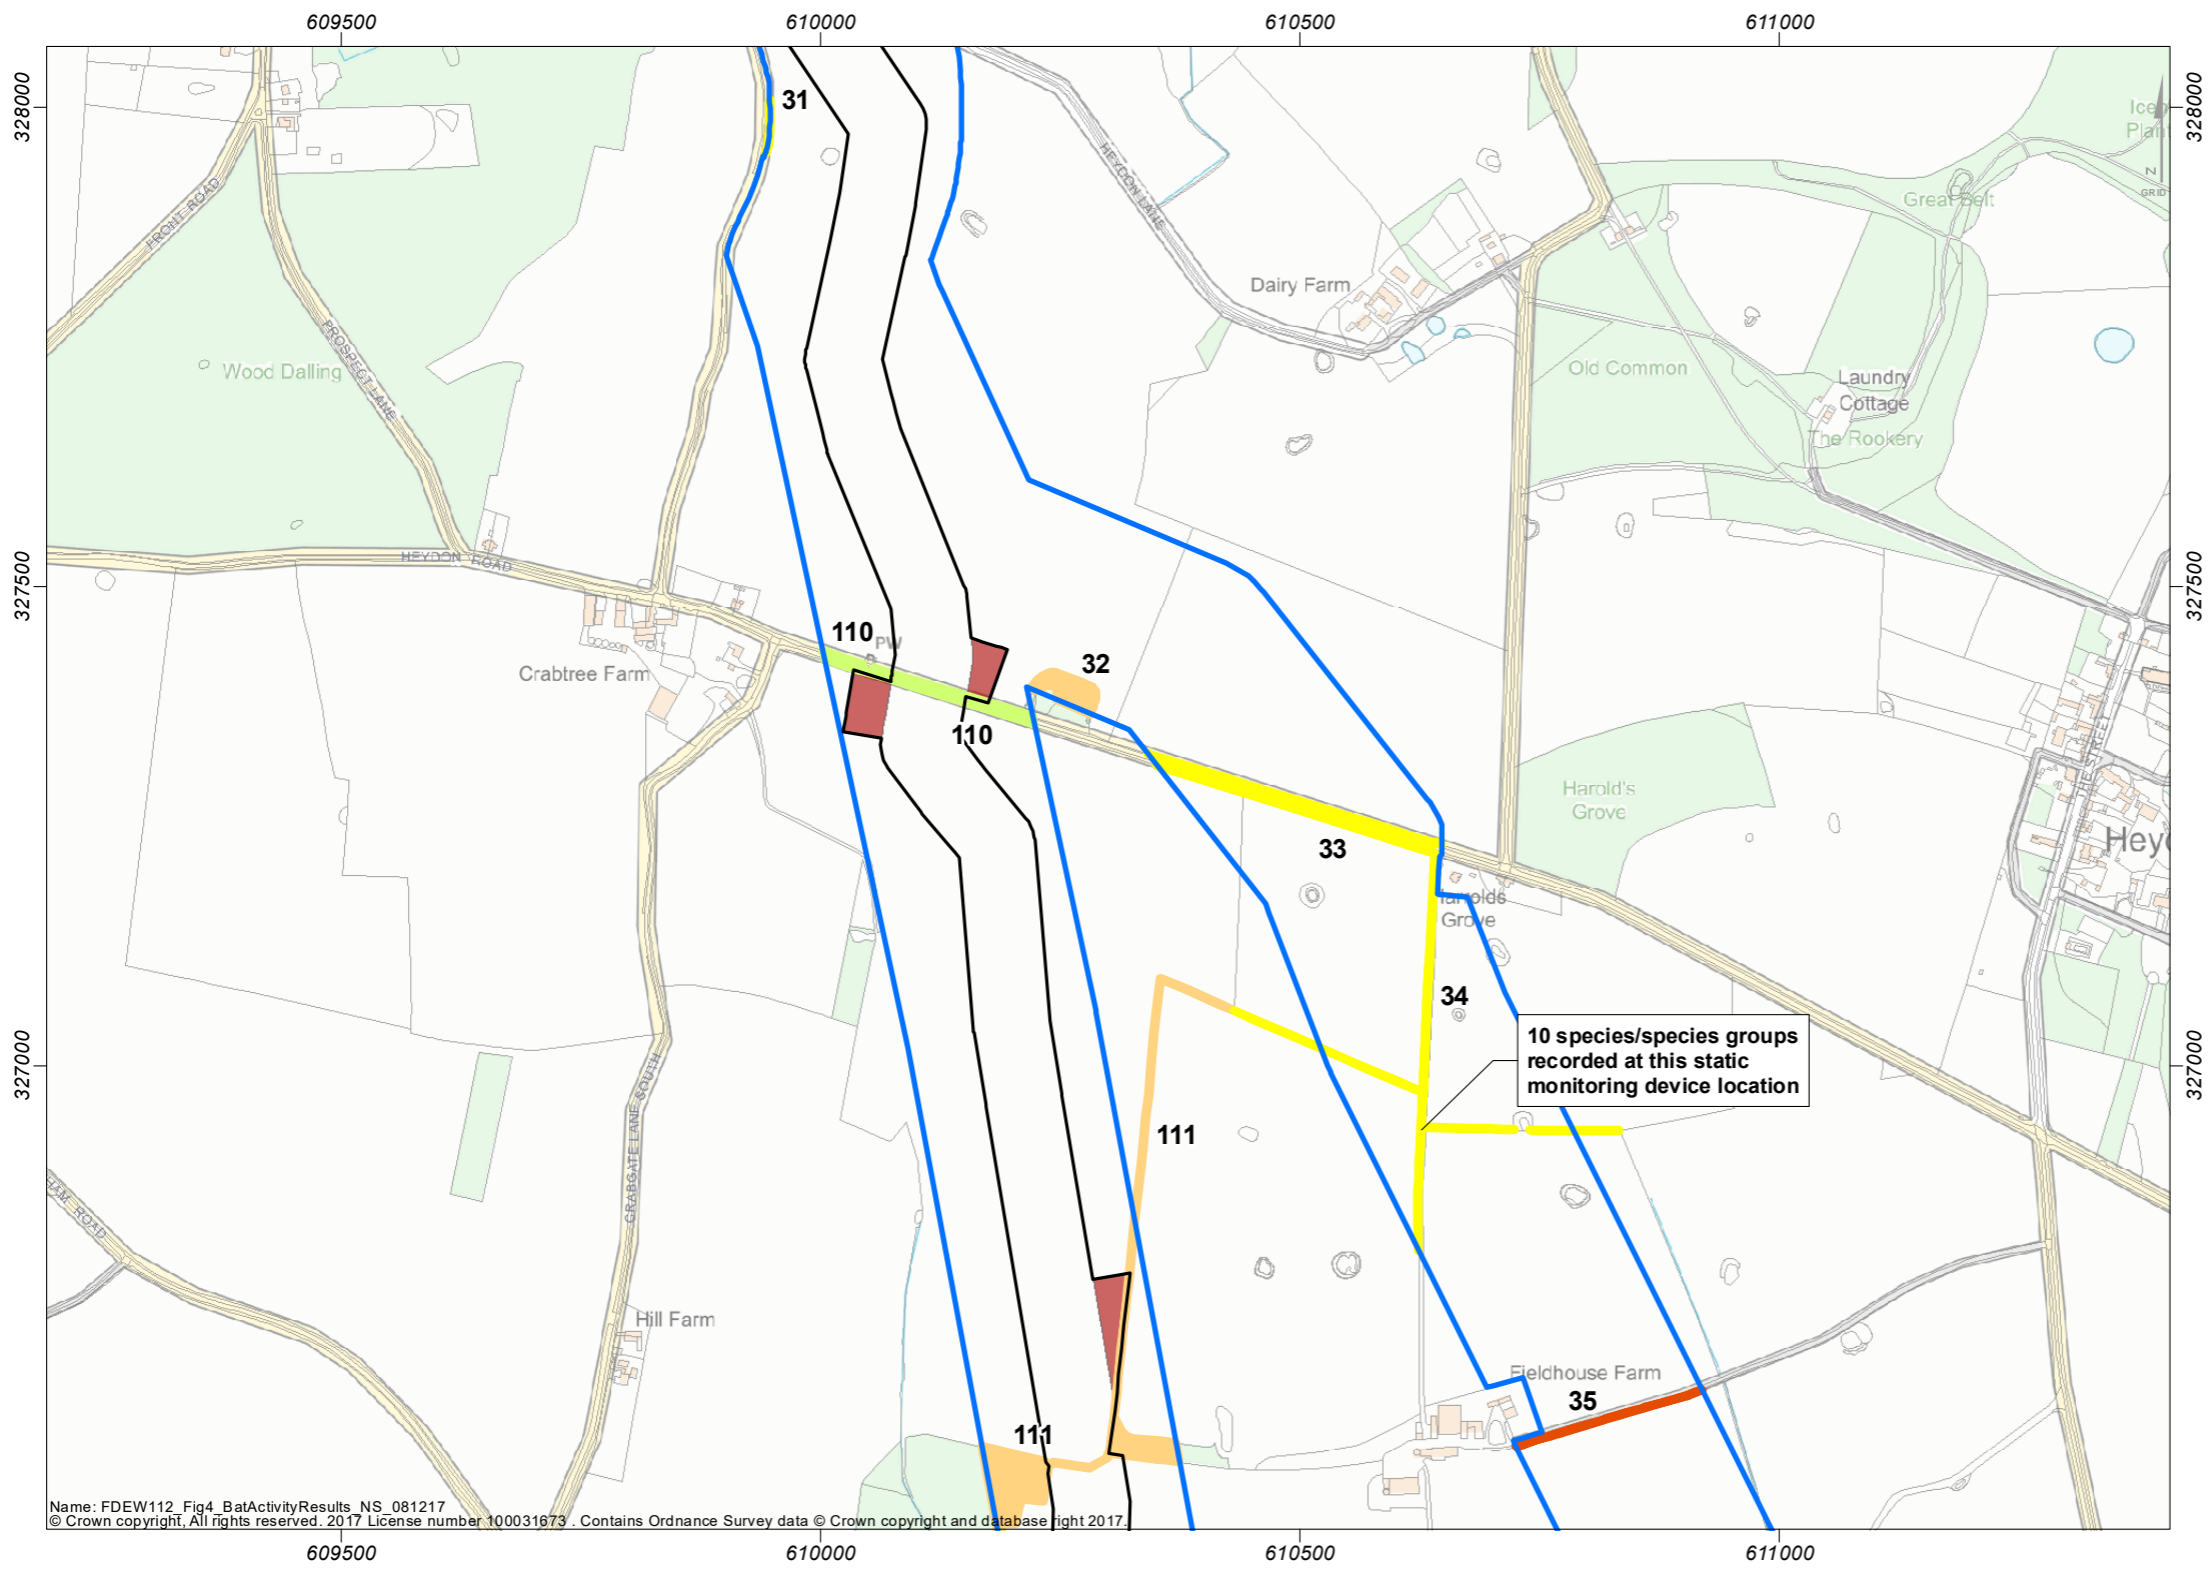 609500
610000
610500
611000
328000
328000
31
FRONT ROAD
HEYDON LANE
Great Belt
N
GRID
Dairy Farm
PROSPECT LANE
Wood Dalling
Old Common
Laundry
Cottage
The Rookery
327500
327500
HEYDON ROAD
110
PW
32
Crabtree Farm
110
Harold's
Grove
33
Grove
34
327000
327000
10 species/species groups
recorded at this static
monitoring device location
CRABGATE LANE SOUTH
111
HAM ROAD
Hill Farm
Fieldhouse Farm
35
111
Name: FDEW112_Fig4_BatActivityResults_NS_081217
© Crown copyright, All rights reserved. 2017 License number 100031673 . Contains Ordnance Survey data © Crown copyright and database right 2017.
609500
610000
610500
611000